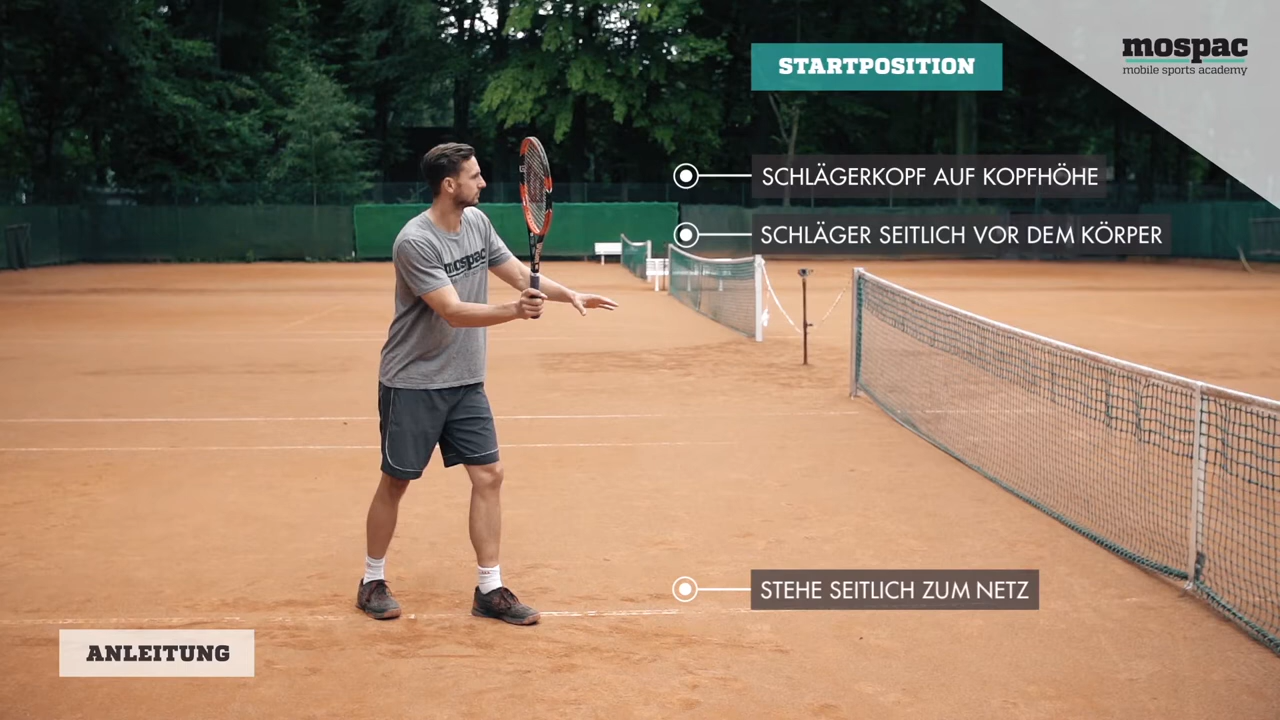 mospac
mobile sports academy
STARTPOSITION
SCHLÄGERKOPF AUF KOPFHÖHE
SCHLÄGER SEITLICH VOR DEM KÖRPER
mospac
STEHE SEITLICH ZUM NETZ
ANLEITUNG